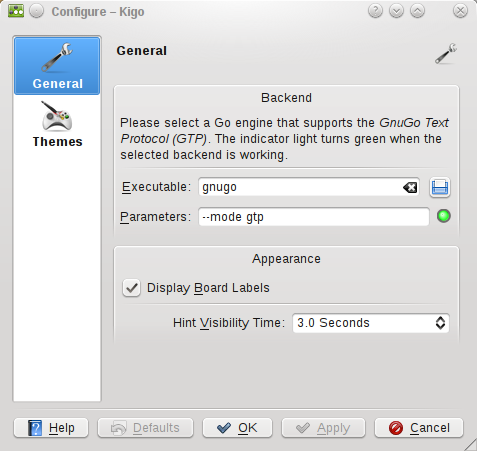 Configure – Kigo
General
Themes
General
Backend
Please select a Go engine that supports the GnuGo Text
Protocol (GTP). The indicator light turns green when the
selected backend is working.
Executable: gnugo
Parameters: --mode gtp
Appearance
Display Board Labels
Hint Visibility Time: 3.0 Seconds
Help Defaults OK Apply Cancel